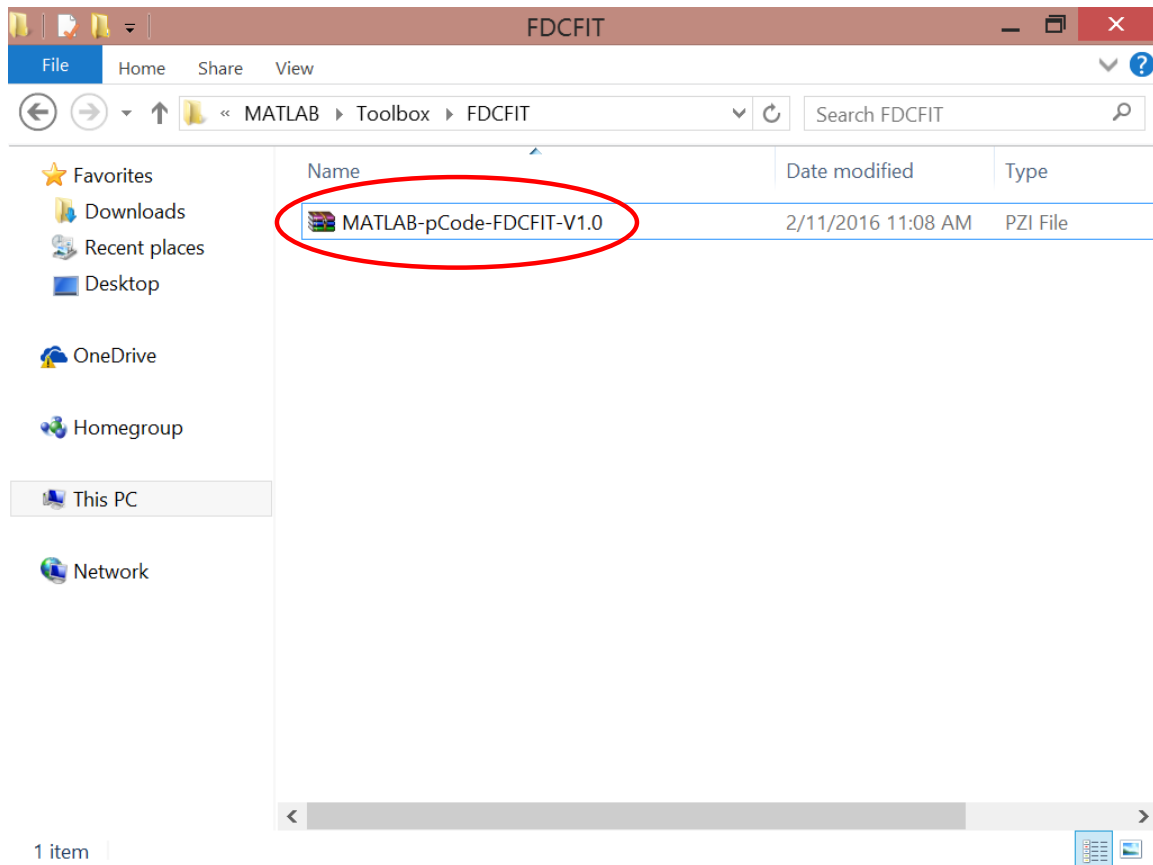 FDCFIT
File Home Share View
« MATLAB Toolbox FDCFIT
Search FDCFIT
Name Date modified Type
Favorites
Downloads
Recent places
Desktop
OneDrive
Homegroup
This PC
Network
MATLAB-pCode-FDCFIT-V1.0 2/11/2016 11:08 AM PZI File
1 item